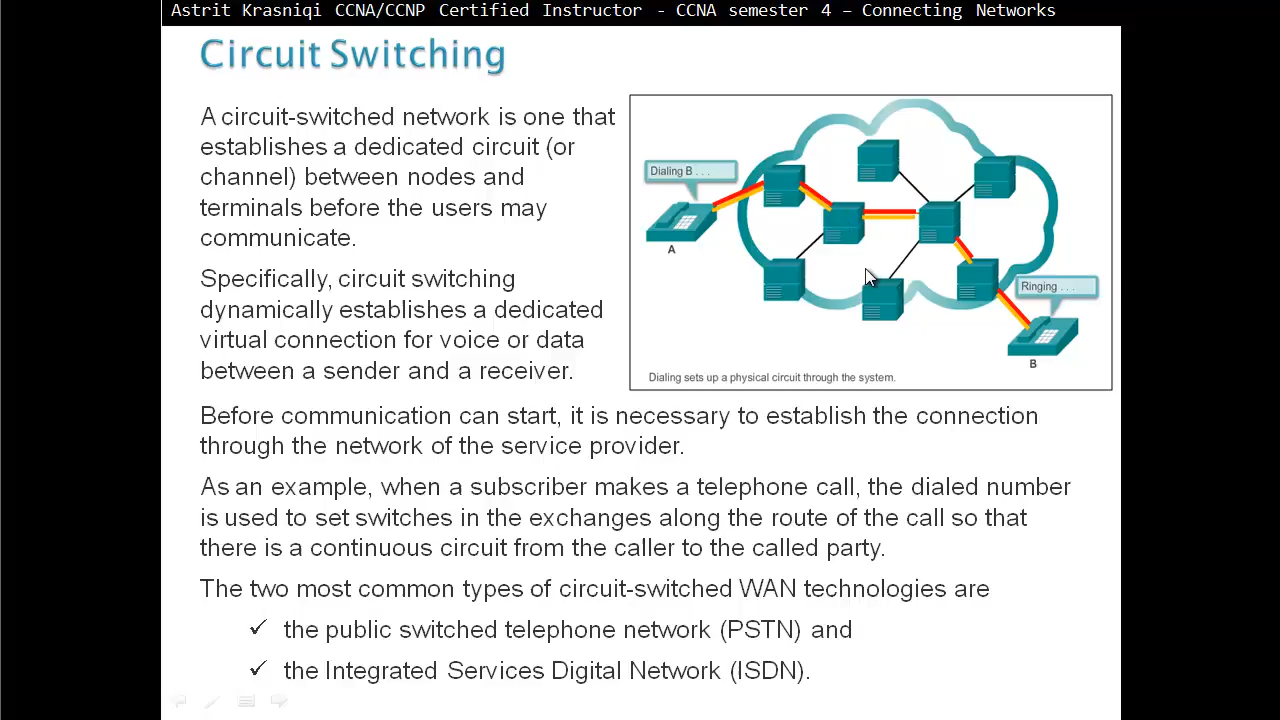 Astrit Krasniqi CCNA/CCNP Certified Instructor - CCNA semester 4 – Connecting Networks
Circuit Switching
A circuit-switched network is one that
establishes a dedicated circuit (or
channel) between nodes and
terminals before the users may
communicate.
Specifically, circuit switching
dynamically establishes a dedicated
virtual connection for voice or data
between a sender and a receiver.
Dialing B . . .
A
Ringing . . .
B
Dialing sets up a physical circuit through the system.
Before communication can start, it is necessary to establish the connection
through the network of the service provider.
As an example, when a subscriber makes a telephone call, the dialed number
is used to set switches in the exchanges along the route of the call so that
there is a continuous circuit from the caller to the called party.
The two most common types of circuit-switched WAN technologies are
✓ the public switched telephone network (PSTN) and
✓ the Integrated Services Digital Network (ISDN).